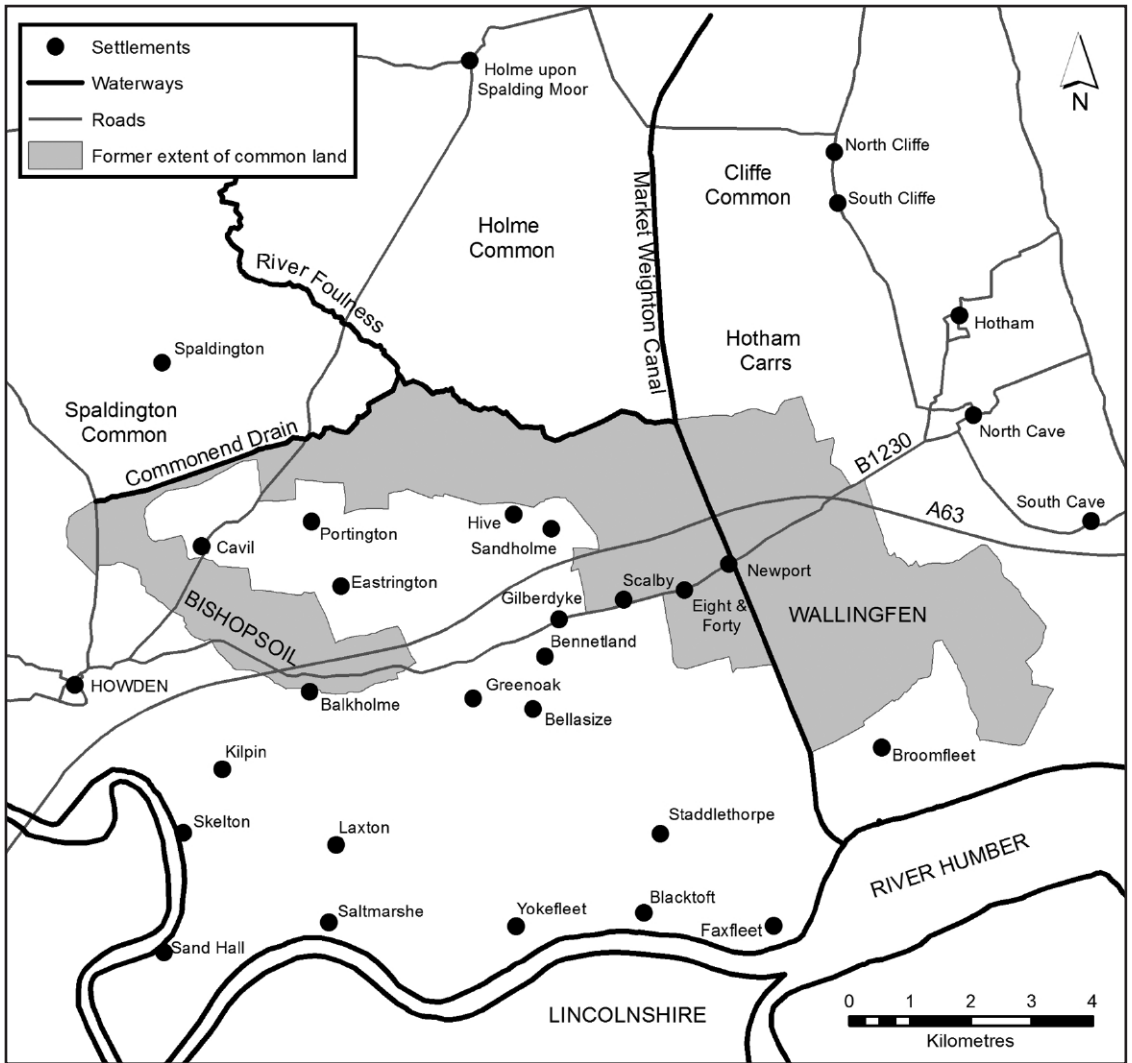 Settlements
Waterways
Roads
Former extent of common land
Holme upon
Spalding Moor
N
North Cliffe
Cliffe
Common
South Cliffe
Market Weighton Canal
Holme
Common
River Foulness
Hotham
Hotham
Carrs
Spaldington
Spaldington
Common
Commonend Drain
North Cave
B1230
South Cave
A63
Portington
Hive
Sandholme
Cavil
Eastrington
BISHOPSOIL
Gilberdyke
Scalby
Newport
Eight &
Forty
WALLINGFEN
Bennetland
HOWDEN
Balkholme
Greenoak
Bellasize
Broomfleet
Kilpin
Skelton
Laxton
Staddlethorpe
RIVER HUMBER
Saltmarshe
Yokefleet
Blacktoft
Faxfleet
Sand Hall
LINCOLNSHIRE
0 1 2 3 4
Kilometres